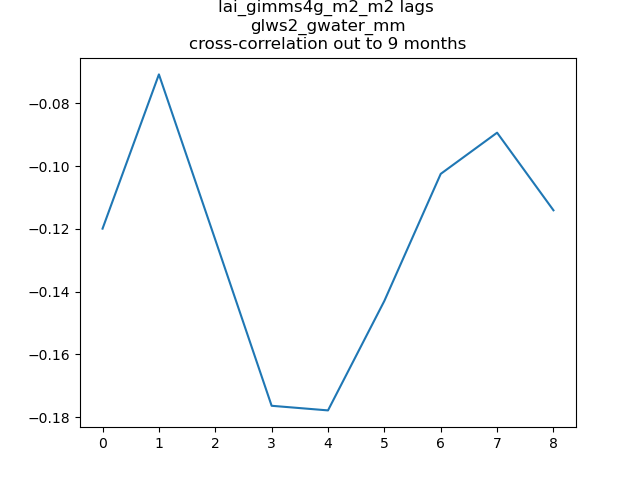 lai_gimms4g_m2_m2 lags
glws2_gwater_mm
cross-correlation out to 9 months
−0.08
−0.10
−0.12
−0.14
−0.16
−0.18
0 1 2 3 4 5 6 7 8